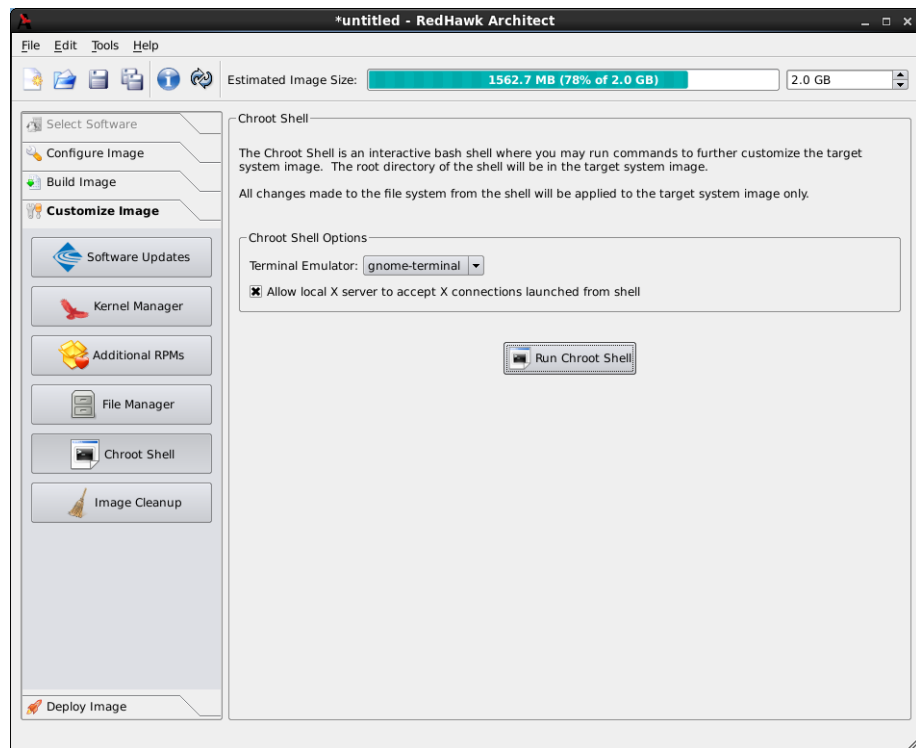 *untitled - RedHawk Architect
File Edit Tools Help
Estimated Image Size: 1562.7 MB (78% of 2.0 GB) 2.0 GB
Select Software
Configure Image
Build Image
Customize Image
Software Updates
Kernel Manager
Additional RPMs
File Manager
Chroot Shell
Image Cleanup
Deploy Image
Chroot Shell
The Chroot Shell is an interactive bash shell where you may run commands to further customize the target
system image. The root directory of the shell will be in the target system image.
All changes made to the file system from the shell will be applied to the target system image only.
Chroot Shell Options
Terminal Emulator: gnome-terminal
Allow local X server to accept X connections launched from shell
Run Chroot Shell